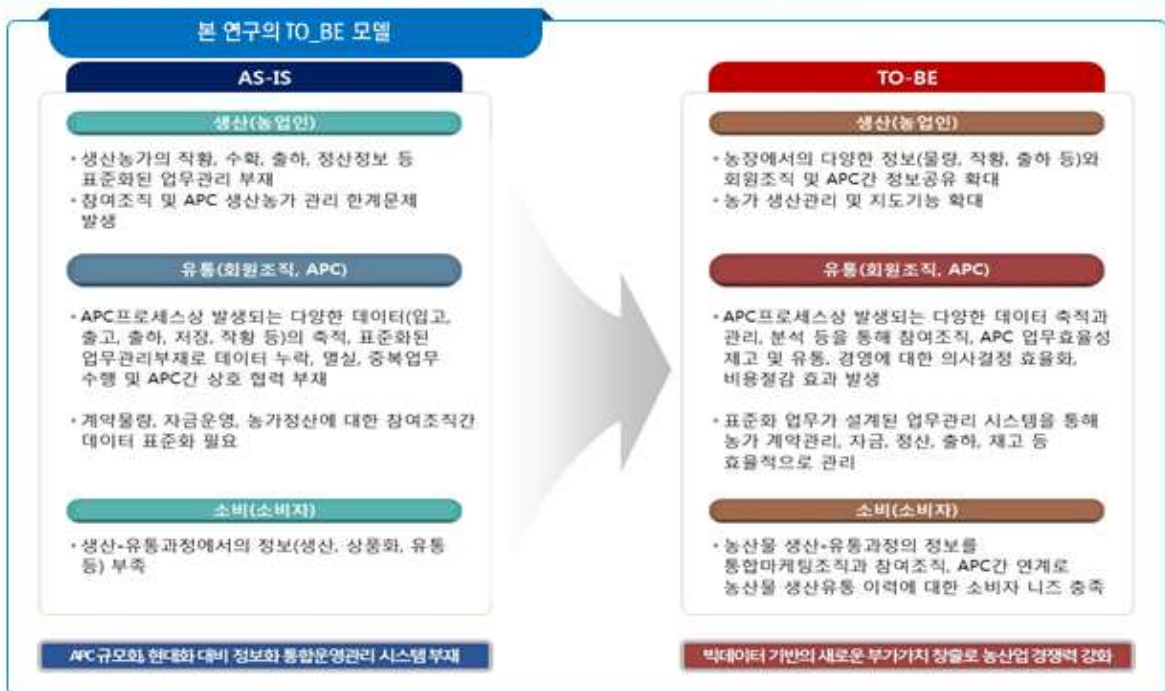 본 연구의 TO_BE 모델
AS-IS
생산(농업인)
• 생산농가의 작황, 수확, 출하, 정산정보 등
표준화된 업무관리 부재
• 참여조직 및 APC 생산농가 관리 한계문제
발생
유통(회원조직, APC)
• APC프로세스상 발생되는 다양한 데이터(입고,
출고, 출하, 저장, 작황 등)의 축적, 표준화된
업무관리부재로 데이터 누락, 멸실, 중복업무
수행 및 APC간 상호 협력 부재
• 계약물량, 자금운영, 농가정산에 대한 참여조직간
데이터 표준화 필요
소비(소비자)
• 생산-유통과정에서의 정보(생산, 상품화, 유통
등) 부족
APC 규모화, 현대화 대비 정보화 통합운영관리 시스템 부재
TO-BE
생산(농업인)
• 농장에서의 다양한 정보(물량, 작황, 출하 등)와
회원조직 및 APC간 정보공유 확대
• 농가 생산관리 및 지도기능 확대
유통(회원조직, APC)
• APC프로세스상 발생되는 다양한 데이터 축적과
관리, 분석 등을 통해 참여조직, APC 업무효율성
제고 및 유통, 경영에 대한 의사결정 효율화,
비용절감 효과 발생
• 표준화 업무가 설계된 업무관리 시스템을 통해
농가 계약관리, 자금, 정산, 출하, 재고 등
효율적으로 관리
소비(소비자)
• 농산물 생산-유통과정의 정보를
통합마케팅조직과 참여조직, APC간 연계로
농산물 생산유통 이력에 대한 소비자 니즈 충족
빅데이터 기반의 새로운 부가가치 창출로 농산업 경쟁력 강화